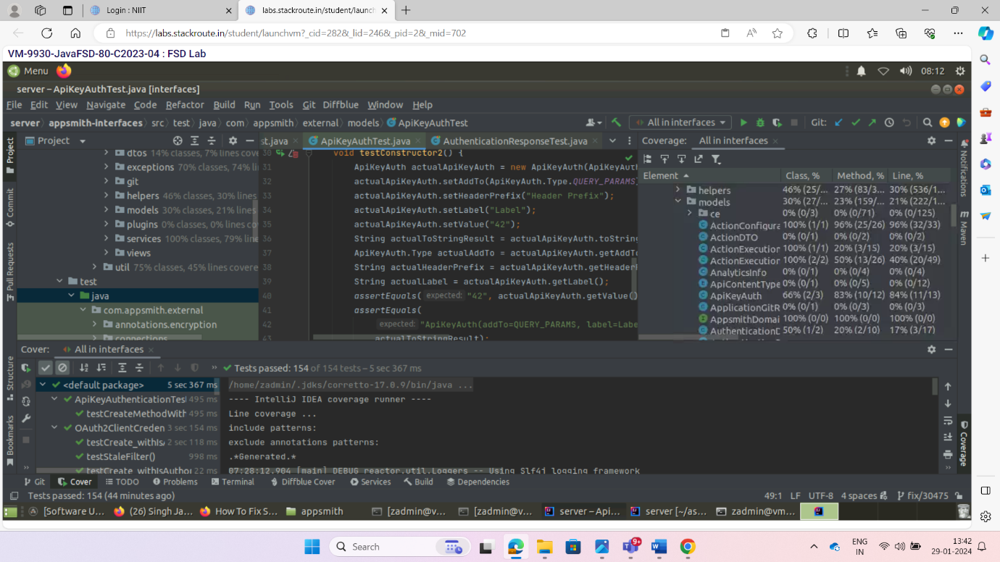 Login : NIIT
labs.stackroute.in/student/launch
https://labs.stackroute.in/student/launchvm?_cid=282&_lid=246&_pid=2&_mid=702
VM-9930-JavaFSD-80-C2023-04 : FSD Lab
Menu
08:12
server – ApiKeyAuthTest.java [interfaces]
File Edit View Navigate Code Refactor Build Run Tools Git Diffblue Window Help
server appsmith-interfaces src test java com appsmith external models ApiKeyAuthTest
All in interfaces
Git:
Project
st.java
ApiKeyAuthTest.java
AuthenticationResponseTest.java
Coverage: All in interfaces
Project
Commit
Pull Requests
Structure
Bookmarks
dtos 14% classes, 7% lines cove
exceptions 70% classes, 74% li
git
helpers 46% classes, 30% lines
models 30% classes, 21% lines
plugins 0% classes, 0% lines co
services 100% classes, 79% lin
views
util 75% classes, 45% lines covere
test
java
com.appsmith.external
annotations.encryption
connections
30 void testConstructor2() {
31 ApiKeyAuth actualApiKeyAuth = new ApiKeyAuth(ApiKeyAuth
32 actualApiKeyAuth.setAddTo(ApiKeyAuth.Type.QUERY_PARAMS)
33 actualApiKeyAuth.setHeaderPrefix("Header Prefix");
34 actualApiKeyAuth.setLabel("Label");
35 actualApiKeyAuth.setValue("42");
36 String actualToStringResult = actualApiKeyAuth.toString
37 ApiKeyAuth.Type actualAddTo = actualApiKeyAuth.getAddTo
38 String actualHeaderPrefix = actualApiKeyAuth.getHeader
39 String actualLabel = actualApiKeyAuth.getLabel();
40 assertEquals( expected: "42", actualApiKeyAuth.getValue()
41 assertEquals(
42 expected: "ApiKeyAuth(addTo=QUERY_PARAMS, label=Labe
43 actualToStringResult);
Element Class, % Method, % Line, %
helpers 46% (25/... 27% (83/3... 30% (536/1...
models 30% (27/... 23% (159/... 21% (222/1...
ce 0% (0/3) 0% (0/71) 0% (0/125)
ActionConfigura 100% (1/1) 96% (25/26) 96% (32/33)
ActionDTO 0% (0/1) 0% (0/2) 0% (0/2)
ActionExecution 100% (1/1) 20% (3/15) 20% (3/15)
ActionExecution 100% (2/2) 50% (13/26) 40% (20/49)
AnalyticsInfo 0% (0/1) 0% (0/4) 0% (0/4)
ApiContentType 0% (0/1) 0% (0/5) 0% (0/12)
ApiKeyAuth 66% (2/3) 83% (10/12) 84% (11/13)
ApplicationGitR 0% (0/1) 0% (0/3) 0% (0/3)
AppsmithDomai 100% (0/0) 100% (0/0) 100% (0/0)
AuthenticationD 50% (1/2) 20% (2/10) 17% (3/17)
Notifications
Maven
Coverage
Cover: All in interfaces
Tests passed: 154 of 154 tests – 5 sec 367 ms
<default package> 5 sec 367 ms
ApiKeyAuthenticationTest 495 ms
testCreateMethodWith 495 ms
OAuth2ClientCreden 3 sec 154 ms
testCreate_withIsA 2 sec 118 ms
testStaleFilter() 998 ms
testCreate_withIsAuthor 22 ms
/home/zadmin/.jdks/corretto-17.0.9/bin/java ...
---- IntelliJ IDEA coverage runner ----
Line coverage ...
include patterns:
exclude annotations patterns:
.*Generated.*
07:28:12.904 [main] DEBUG reactor.util.Loggers -- Using Slf4j logging framework
Git Cover TODO Problems Terminal Diffblue Cover Services Build Dependencies
Tests passed: 154 (44 minutes ago)
49:1 LF UTF-8 4 spaces fix/30475
[Software U... (26) Singh Ja... How To Fix S... appsmith [zadmin@v... [zadmin@v... server – Api... server [~/as... zadmin@vm...
Search
9+
ENG
IN
13:42
29-01-2024